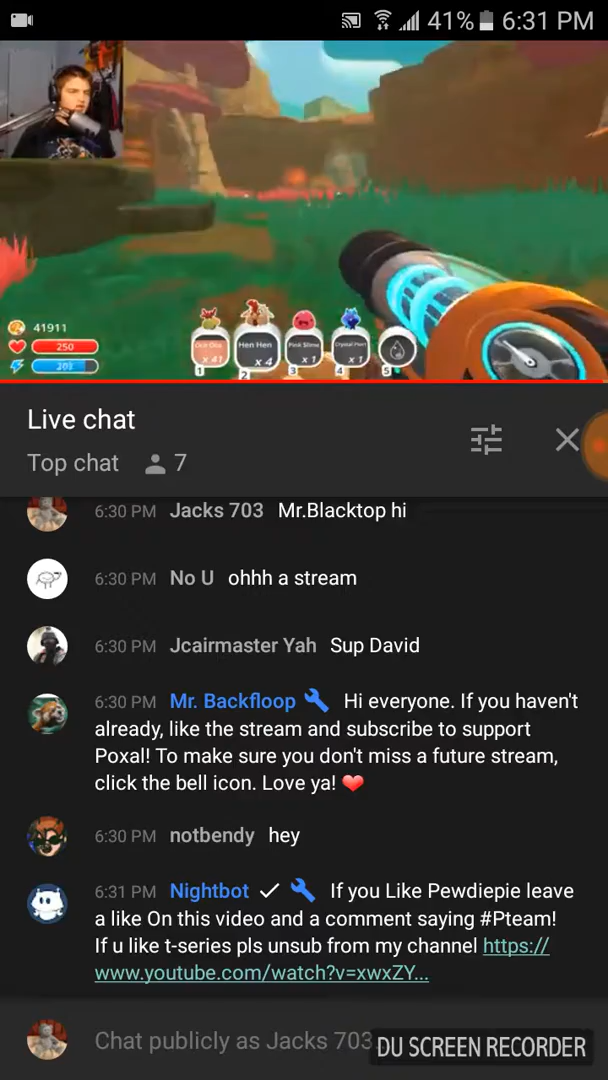 41% 6:31 PM
41911
250
203
Hen Hen
Pink Slime
x 41
x 4
x 1
x 1
1
2
3
4
5
Live chat
Top chat 7
6:30 PM Jacks 703 Mr.Blacktop hi
6:30 PM No U ohhh a stream
6:30 PM Jcairmaster Yah Sup David
6:30 PM Mr. Backfloop Hi everyone. If you haven't
already, like the stream and subscribe to support
Poxal! To make sure you don't miss a future stream,
click the bell icon. Love ya!
6:30 PM notbendy hey
6:31 PM Nightbot If you Like Pewdiepie leave
a like On this video and a comment saying #Pteam!
If u like t-series pls unsub from my channel https://
www.youtube.com/watch?v=xwxZY...
Chat publicly as Jacks 703
DU SCREEN RECORDER